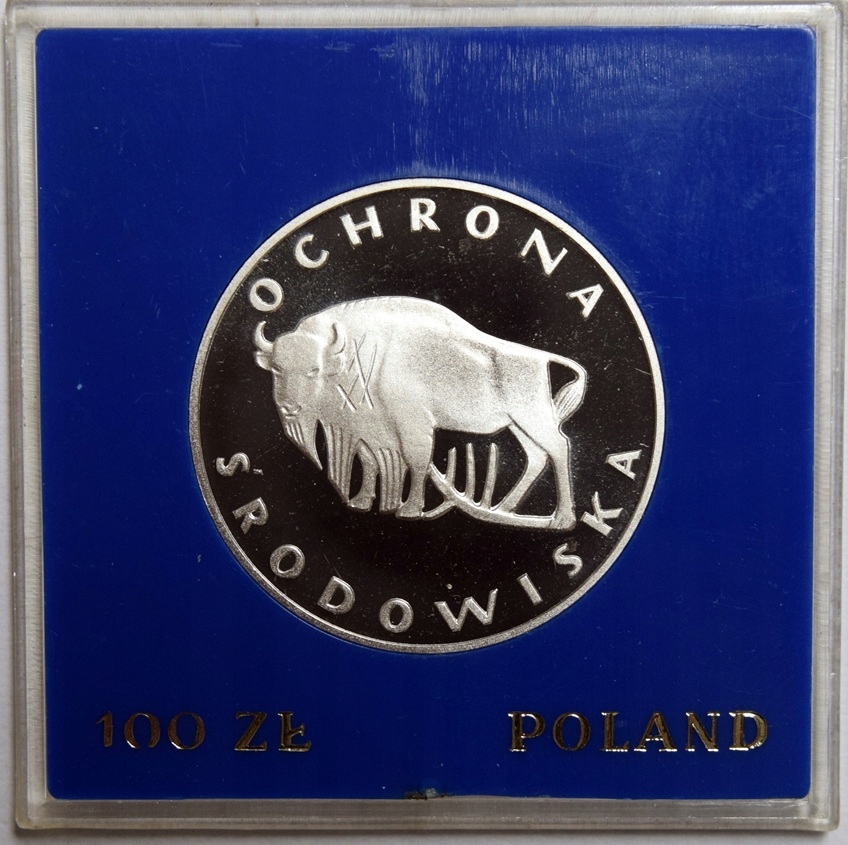 OCHRONA
ŚRODOWISKA
100 ZŁ POLAND